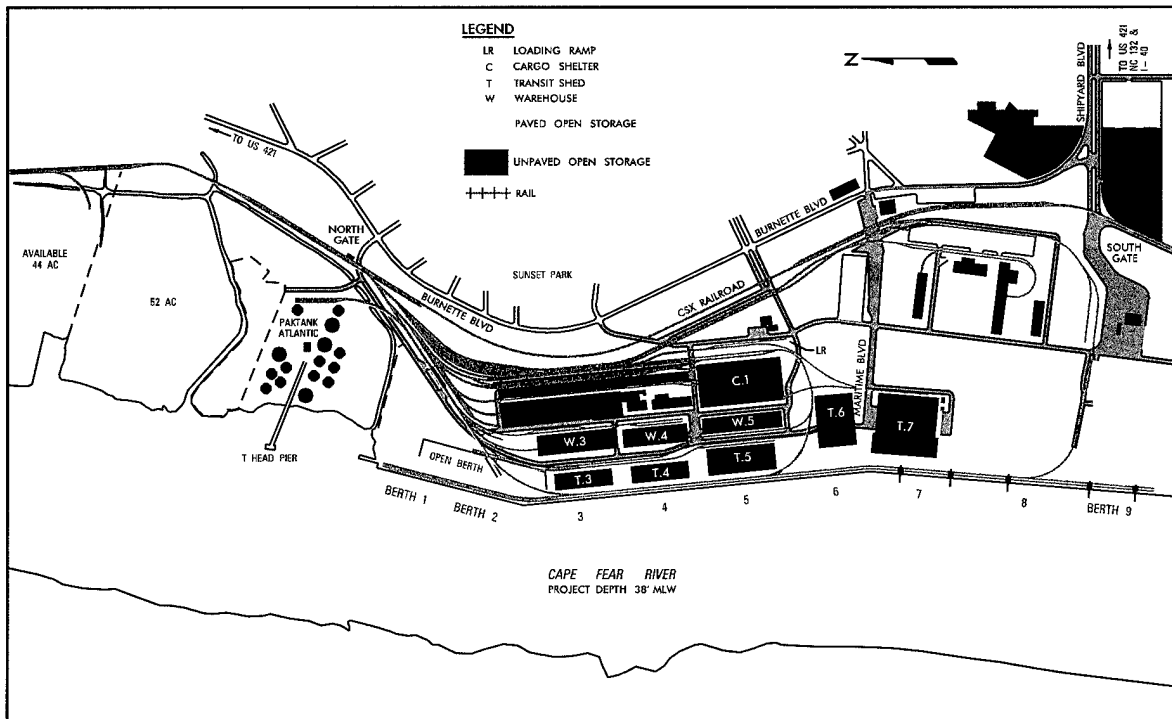 LEGEND
LR LOADING RAMP
C CARGO SHELTER
T TRANSIT SHED
W WAREHOUSE
PAVED OPEN STORAGE
UNPAVED OPEN STORAGE
RAIL
N
SHIPYARD BLVD
TO US 421
NC 132 &
I-40
TO US 421
NORTH
GATE
SUNSET PARK
BURNETTE BLVD
BURNETTE BLVD
CSX RAILROAD
AVAILABLE
44 AC
52 AC
PAKTANK
ATLANTIC
SOUTH
GATE
LR
MARITIME BLVD
C.1
T.6
T.7
W.3
W.4
W.5
T.3
T.4
T.5
OPEN BERTH
T HEAD PIER
BERTH 1
BERTH 2
3
4
5
6
7
8
BERTH 9
CAPE FEAR RIVER
PROJECT DEPTH 38' MLW